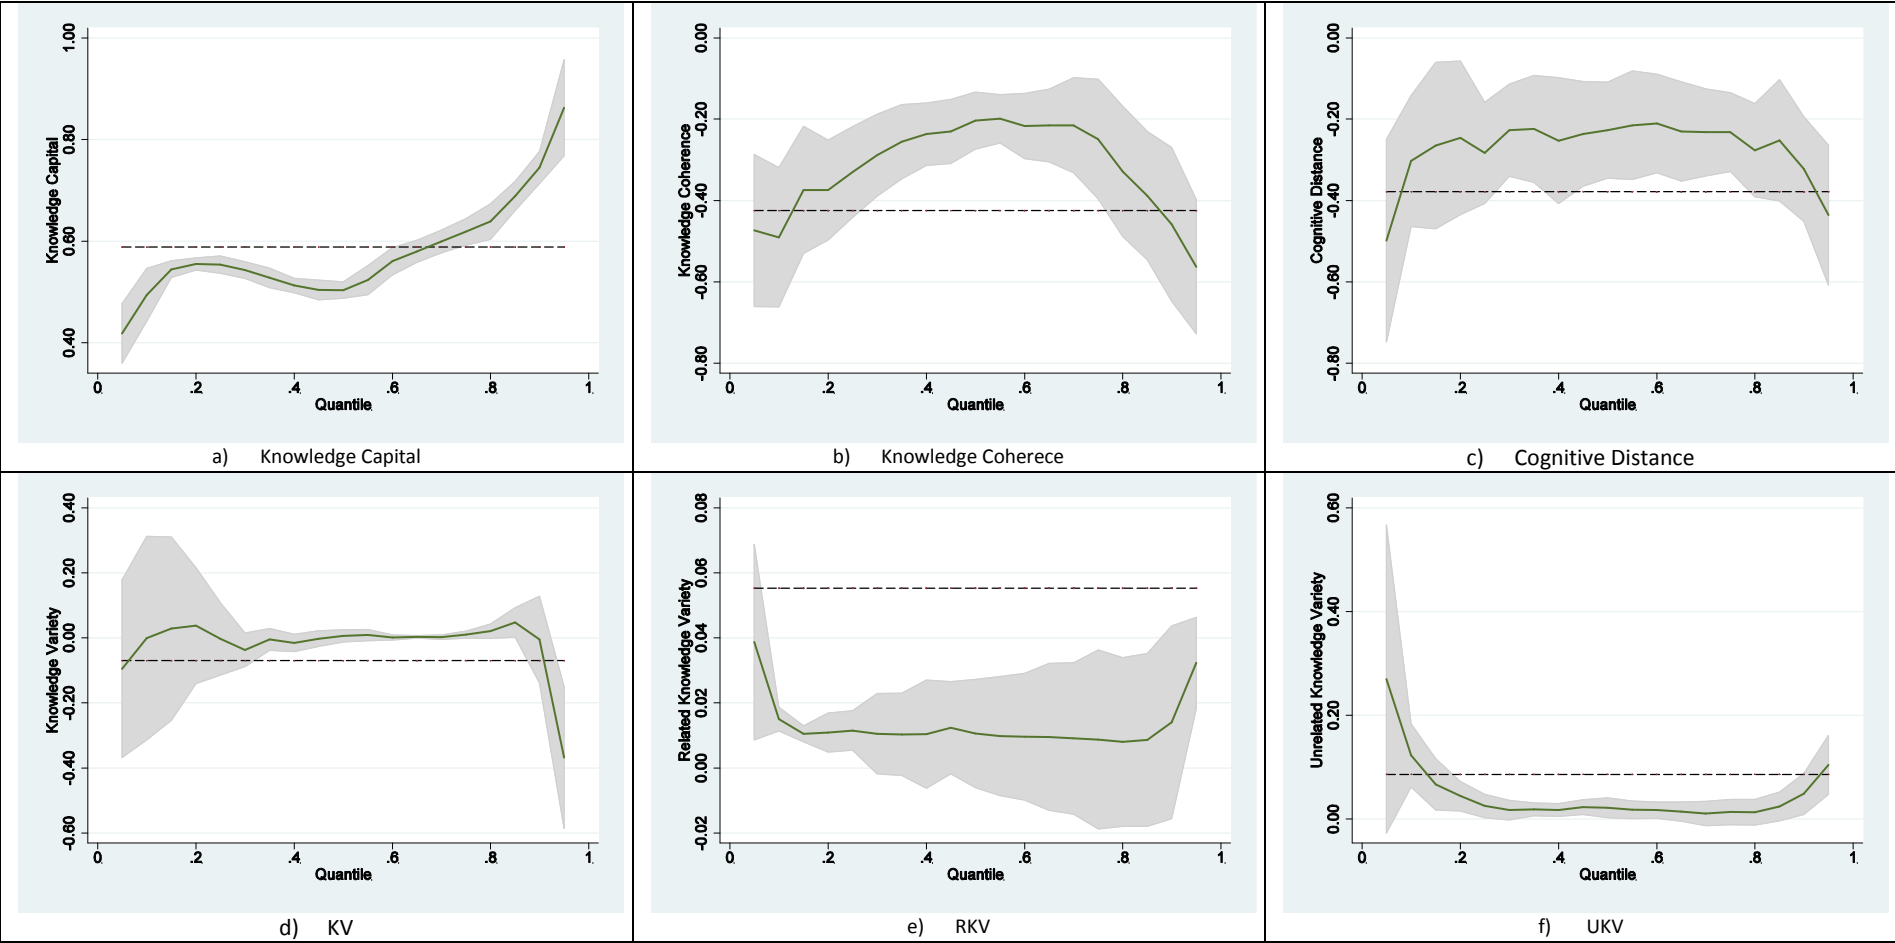 Knowledge Capital
1.00
0.80
0.60
0.40
0 .2 .4 .6 .8 1
Quantile
a) Knowledge Capital
Knowledge Coherence
0.00
-0.20
-0.40
-0.60
-0.80
0 .2 .4 .6 .8 1
Quantile
b) Knowledge Coherece
Cognitive Distance
0.00
-0.20
-0.40
-0.60
-0.80
0 .2 .4 .6 .8 1
Quantile
c) Cognitive Distance
Knowledge Variety
0.40
0.20
0.00
-0.20
-0.40
-0.60
0 .2 .4 .6 .8 1
Quantile
d) KV
Related Knowledge Variety
0.08
0.06
0.04
0.02
0.00
-0.02
0 .2 .4 .6 .8 1
Quantile
e) RKV
Unrelated Knowledge Variety
0.60
0.40
0.20
0.00
0 .2 .4 .6 .8 1
Quantile
f) UKV